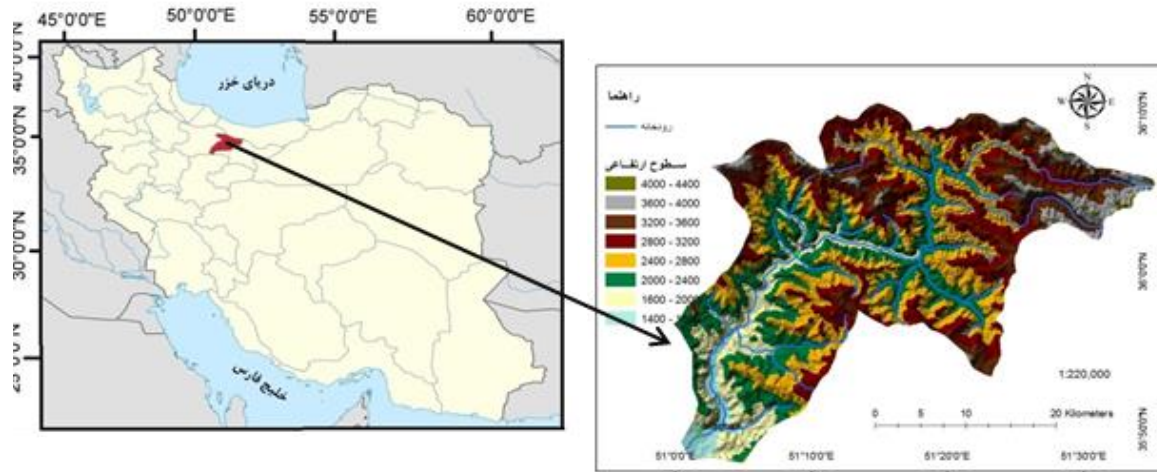 45°0'0"E
50°0'0"E
55°0'0"E
60°0'0"E
35°0'0"N
30°0'0"N
دریای خزر
خلیج فارس
راهنما
رودخانه
سطوح ارتفاعی
4000 - 4400
3600 - 4000
3200 - 3600
2800 - 3200
2400 - 2800
2000 - 2400
1600 - 2000
1400 -
N
E
S
W
36°10'0"N
36°0'0"N
35°50'0"N
1:220,000
0 5 10 20 Kilometers
51°0'0"E
51°10'0"E
51°20'0"E
51°30'0"E